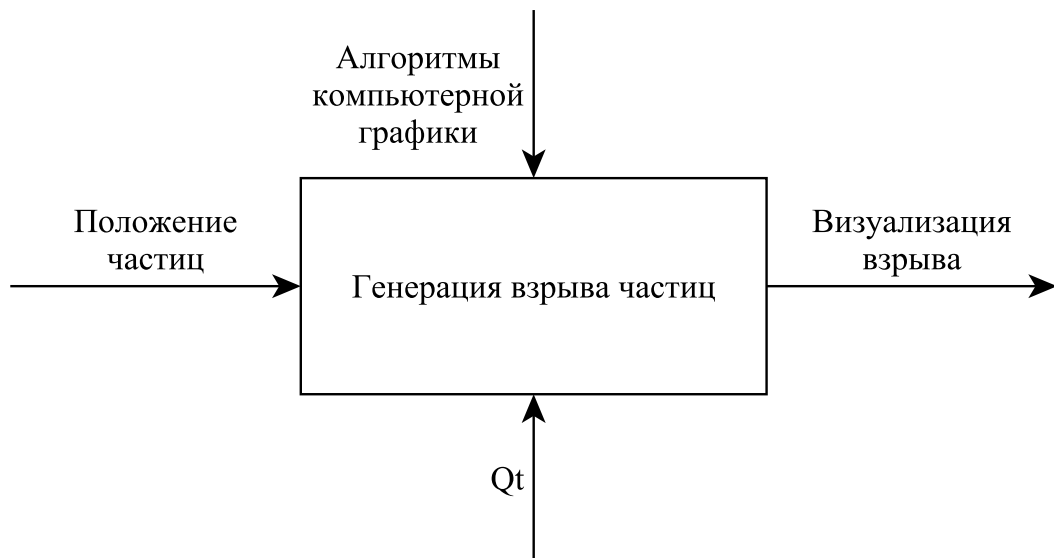 Алгоритмы
компьютерной
графики
Положение
частиц
Генерация взрыва частиц
Визуализация
взрыва
Qt